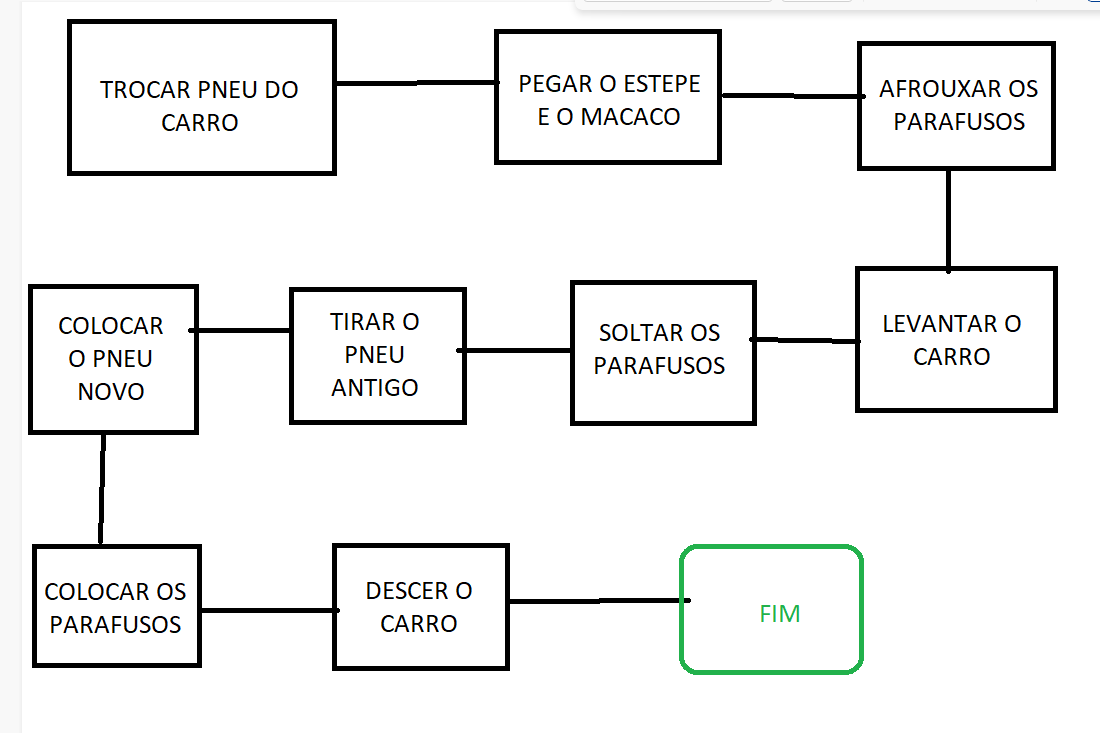 TROCAR PNEU DO
CARRO
PEGAR O ESTEPE
E O MACACO
AFROUXAR OS
PARAFUSOS
LEVANTAR O
CARRO
SOLTAR OS
PARAFUSOS
TIRAR O
PNEU
ANTIGO
COLOCAR
O PNEU
NOVO
COLOCAR OS
PARAFUSOS
DESCER O
CARRO
FIM